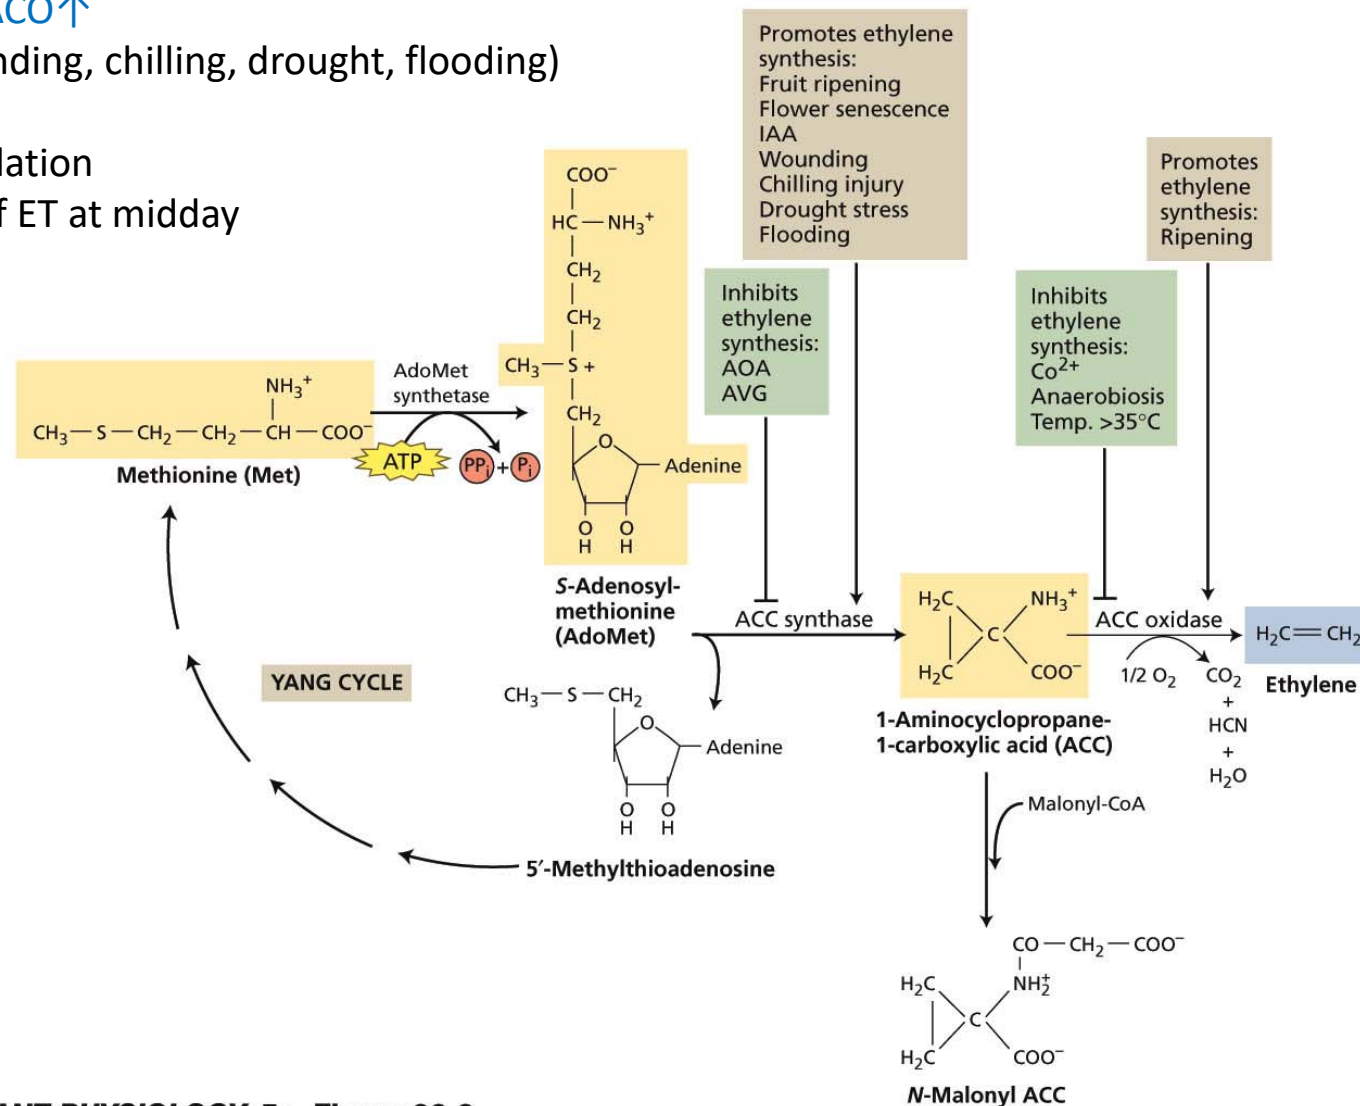 ACO↑
nding, chilling, drought, flooding)
lation
f ET at midday
Promotes ethylene
synthesis:
Fruit ripening
Flower senescence
IAA
Wounding
Chilling injury
Drought stress
Flooding
Promotes
ethylene
synthesis:
Ripening
Inhibits
ethylene
synthesis:
AOA
AVG
Inhibits
ethylene
synthesis:
Co²⁺
Anaerobiosis
Temp. >35°C
NH₃⁺
CH₃—S—CH₂—CH₂—CH—COO⁻
Methionine (Met)
AdoMet
synthetase
ATP
PPᵢ + Pᵢ
COO⁻
HC—NH₃⁺
CH₂
CH₂
CH₃—S+
CH₂
O
Adenine
O O
H H
S-Adenosyl-
methionine
(AdoMet)
ACC synthase
H₂C NH₃⁺
C
H₂C COO⁻
1-Aminocyclopropane-
1-carboxylic acid (ACC)
ACC oxidase
1/2 O₂
CO₂
+
HCN
+
H₂O
H₂C=CH₂
Ethylene
YANG CYCLE
CH₃—S—CH₂
O
Adenine
O O
H H
5′-Methylthioadenosine
Malonyl-CoA
CO—CH₂—COO⁻
H₂C NH₂⁺
C
H₂C COO⁻
N-Malonyl ACC